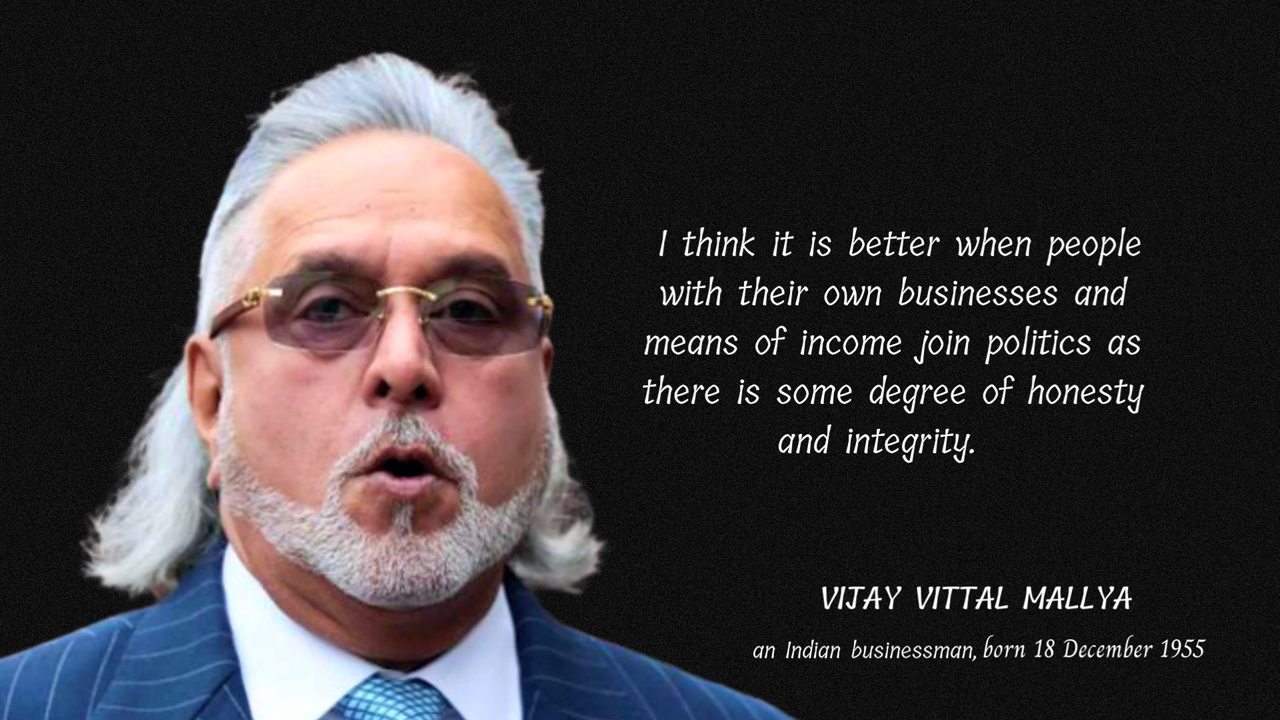 I think it is better when people
with their own businesses and
means of income join politics as
there is some degree of honesty
and integrity.
VIJAY VITTAL MALLYA
an Indian businessman, born 18 December 1955